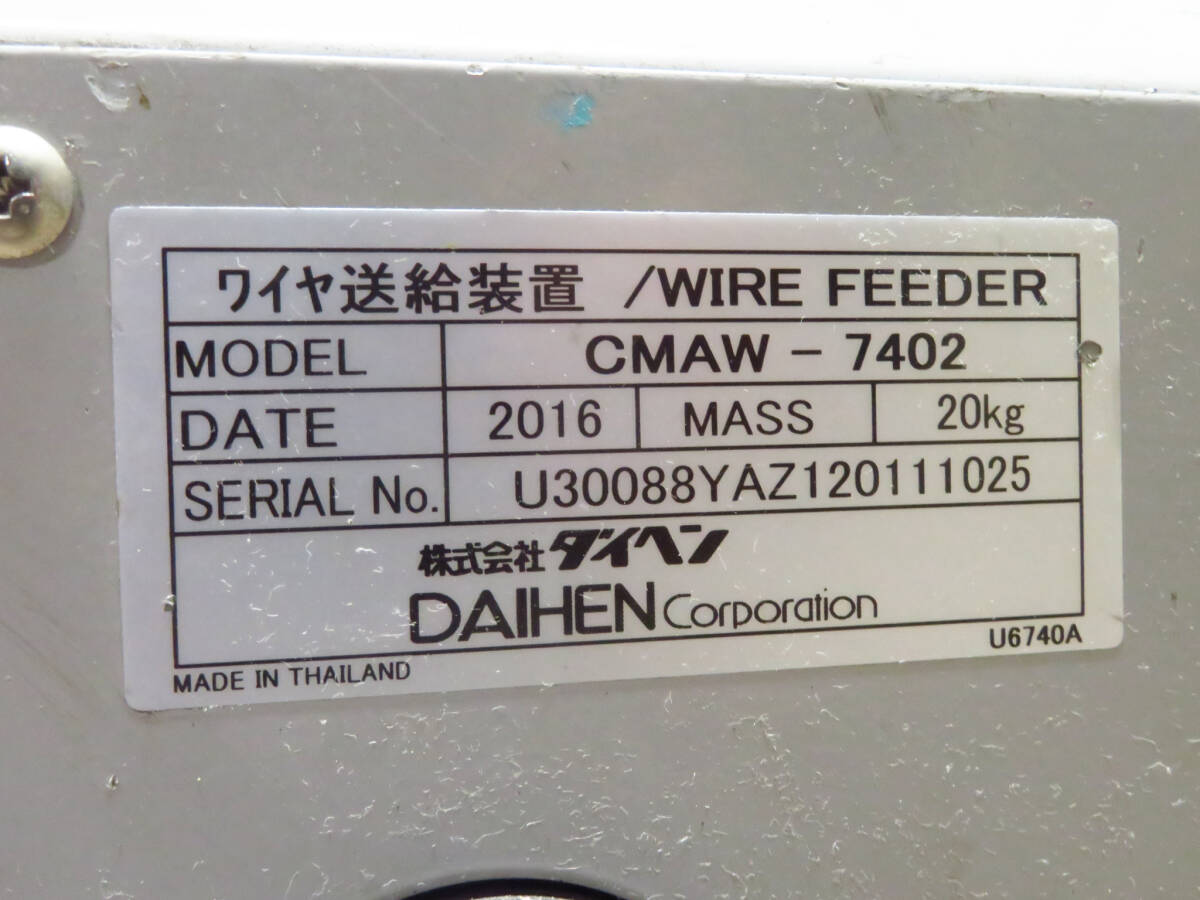 ワイヤ送給装置 /WIRE FEEDER
MODEL CMAW - 7402
DATE 2016 MASS 20kg
SERIAL No. U30088YAZ120111025
株式会社 ダイヘン
DAIHEN Corporation
U6740A
MADE IN THAILAND